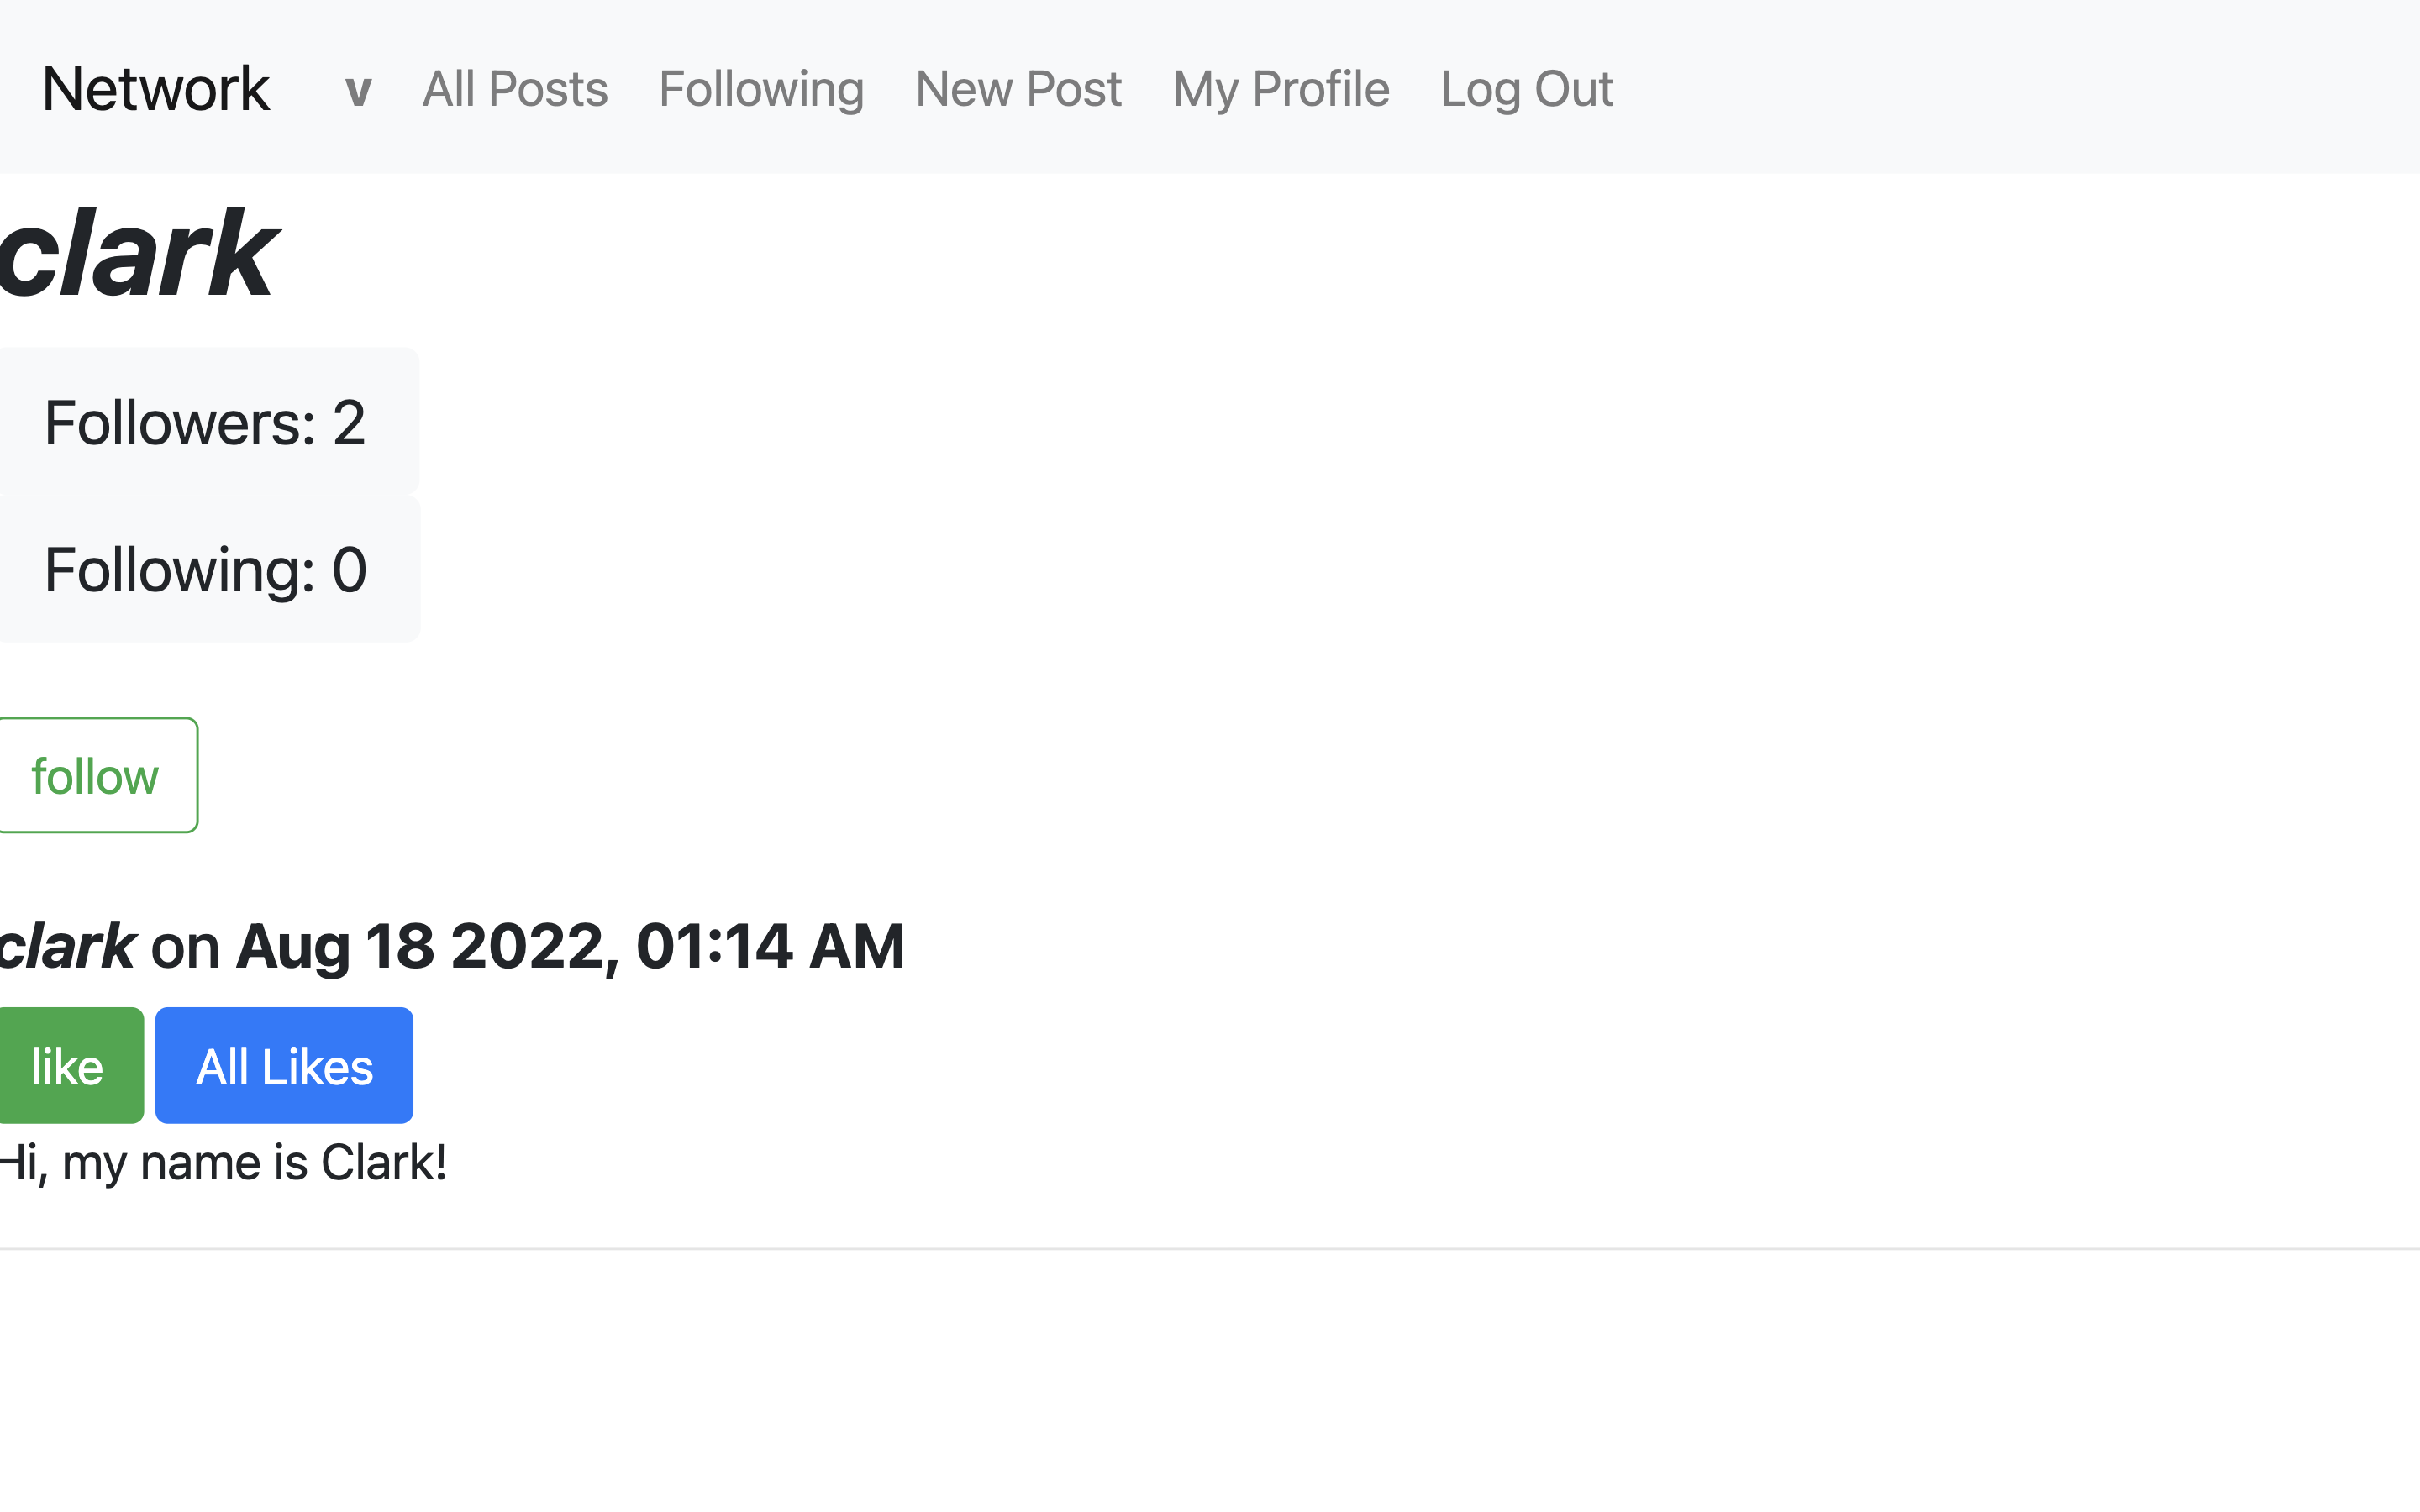 Network v All Posts Following New Post My Profile Log Out
clark
Followers: 2
Following: 0
follow
clark on Aug 18 2022, 01:14 AM
like All Likes
Hi, my name is Clark!